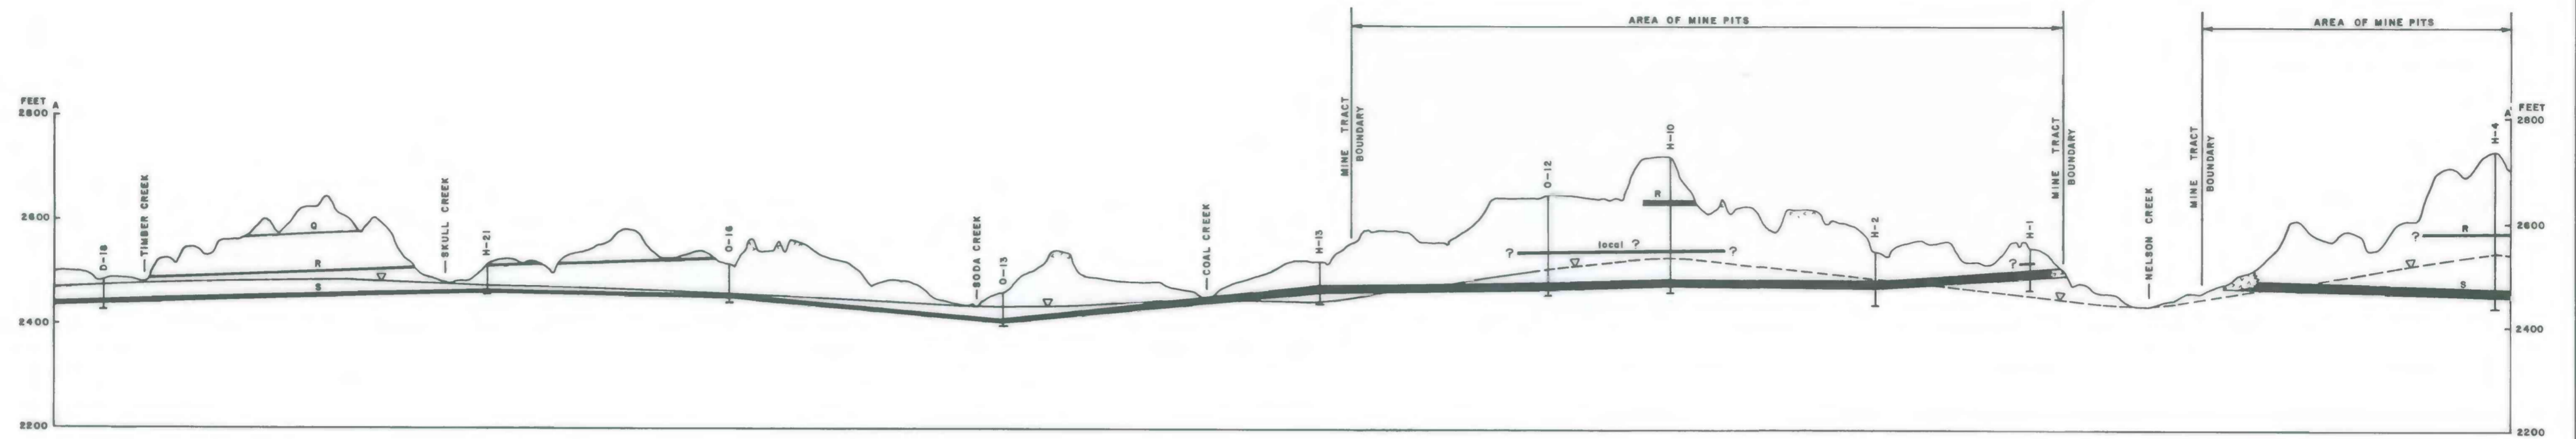 AREA OF MINE PITS
AREA OF MINE PITS
FEET A
2800
2600
2400
2200
D-18
TIMBER CREEK
Q
R
S
SKULL CREEK
H-21
O-16
SODA CREEK
O-13
COAL CREEK
H-13
MINE TRACT
BOUNDARY
O-12
H-10
R
? local ? ?
H-2
H-1
?
MINE TRACT
BOUNDARY
NELSON CREEK
MINE TRACT
BOUNDARY
H-4
? R
S
A' FEET
2800
2600
2400
2200